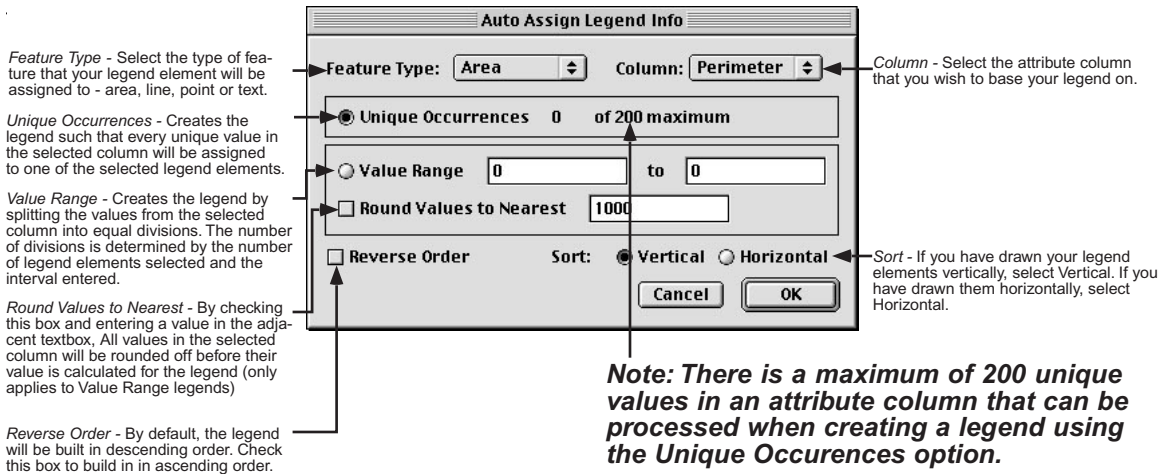 Auto Assign Legend Info
Feature Type - Select the type of fea-
ture that your legend element will be
assigned to - area, line, point or text.
Unique Occurrences - Creates the
legend such that every unique value in
the selected column will be assigned
to one of the selected legend elements.
Value Range - Creates the legend by
splitting the values from the selected
column into equal divisions. The number
of divisions is determined by the number
of legend elements selected and the
interval entered.
Round Values to Nearest - By checking
this box and entering a value in the adja-
cent textbox, All values in the selected
column will be rounded off before their
value is calculated for the legend (only
applies to Value Range legends)
Reverse Order - By default, the legend
will be built in descending order. Check
this box to build in in ascending order.
Feature Type: Area Column: Perimeter
Unique Occurrences 0 of 200 maximum
Value Range 0 to 0
Round Values to Nearest 1000
Reverse Order Sort: Vertical Horizontal
Cancel OK
Column - Select the attribute column
that you wish to base your legend on.
Sort - If you have drawn your legend
elements vertically, select Vertical. If you
have drawn them horizontally, select
Horizontal.
Note: There is a maximum of 200 unique
values in an attribute column that can be
processed when creating a legend using
the Unique Occurences option.